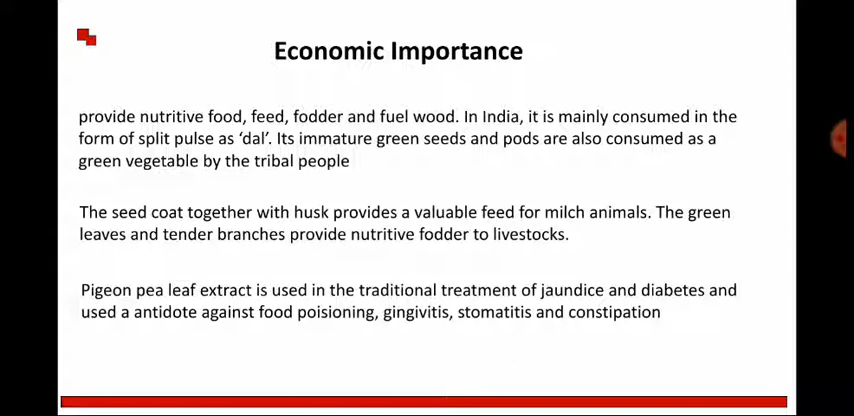 Economic Importance
provide nutritive food, feed, fodder and fuel wood. In India, it is mainly consumed in the
form of split pulse as ‘dal’. Its immature green seeds and pods are also consumed as a
green vegetable by the tribal people
The seed coat together with husk provides a valuable feed for milch animals. The green
leaves and tender branches provide nutritive fodder to livestocks.
Pigeon pea leaf extract is used in the traditional treatment of jaundice and diabetes and
used a antidote against food poisioning, gingivitis, stomatitis and constipation